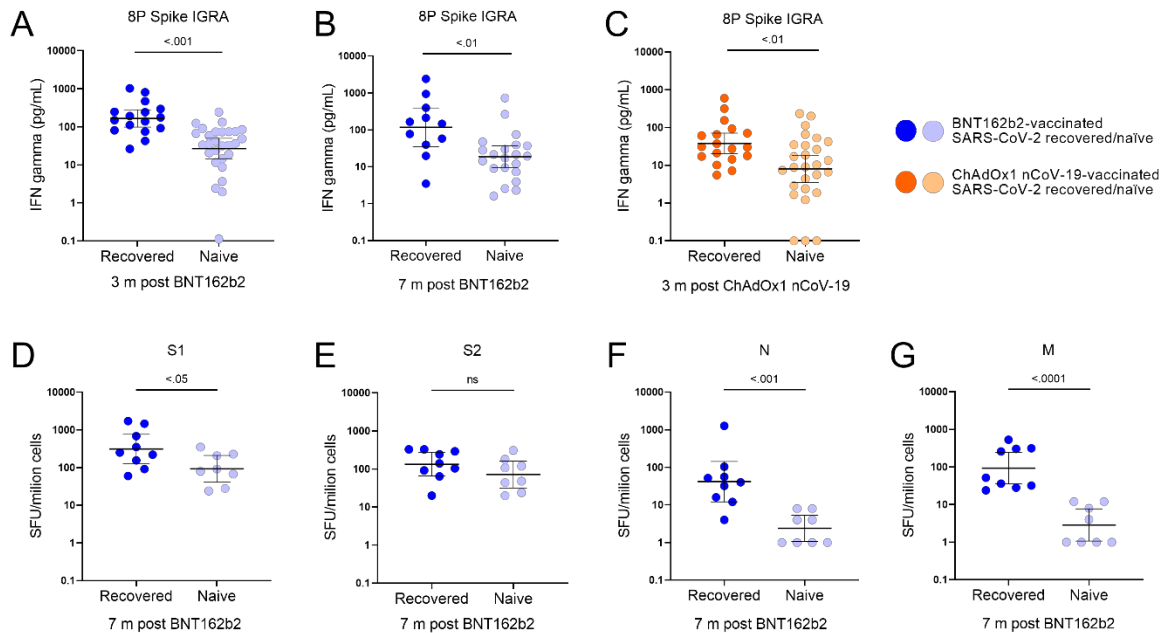 A
8P Spike IGRA
<.001
IFN gamma (pg/mL)
10000
1000
100
10
1
0.1
Recovered
Naive
3 m post BNT162b2
B
8P Spike IGRA
<.01
IFN gamma (pg/mL)
10000
1000
100
10
1
0.1
Recovered
Naive
7 m post BNT162b2
C
8P Spike IGRA
<.01
IFN gamma (pg/mL)
10000
1000
100
10
1
0.1
Recovered
Naive
3 m post ChAdOx1 nCoV-19
BNT162b2-vaccinated
SARS-CoV-2 recovered/naïve
ChAdOx1 nCoV-19-vaccinated
SARS-CoV-2 recovered/naïve
D
S1
<.05
SFU/milion cells
10000
1000
100
10
1
0.1
Recovered
Naive
7 m post BNT162b2
E
S2
ns
SFU/milion cells
10000
1000
100
10
1
0.1
Recovered
Naive
7 m post BNT162b2
F
N
<.001
SFU/milion cells
10000
1000
100
10
1
0.1
Recovered
Naive
7 m post BNT162b2
G
M
<.0001
SFU/milion cells
10000
1000
100
10
1
0.1
Recovered
Naive
7 m post BNT162b2